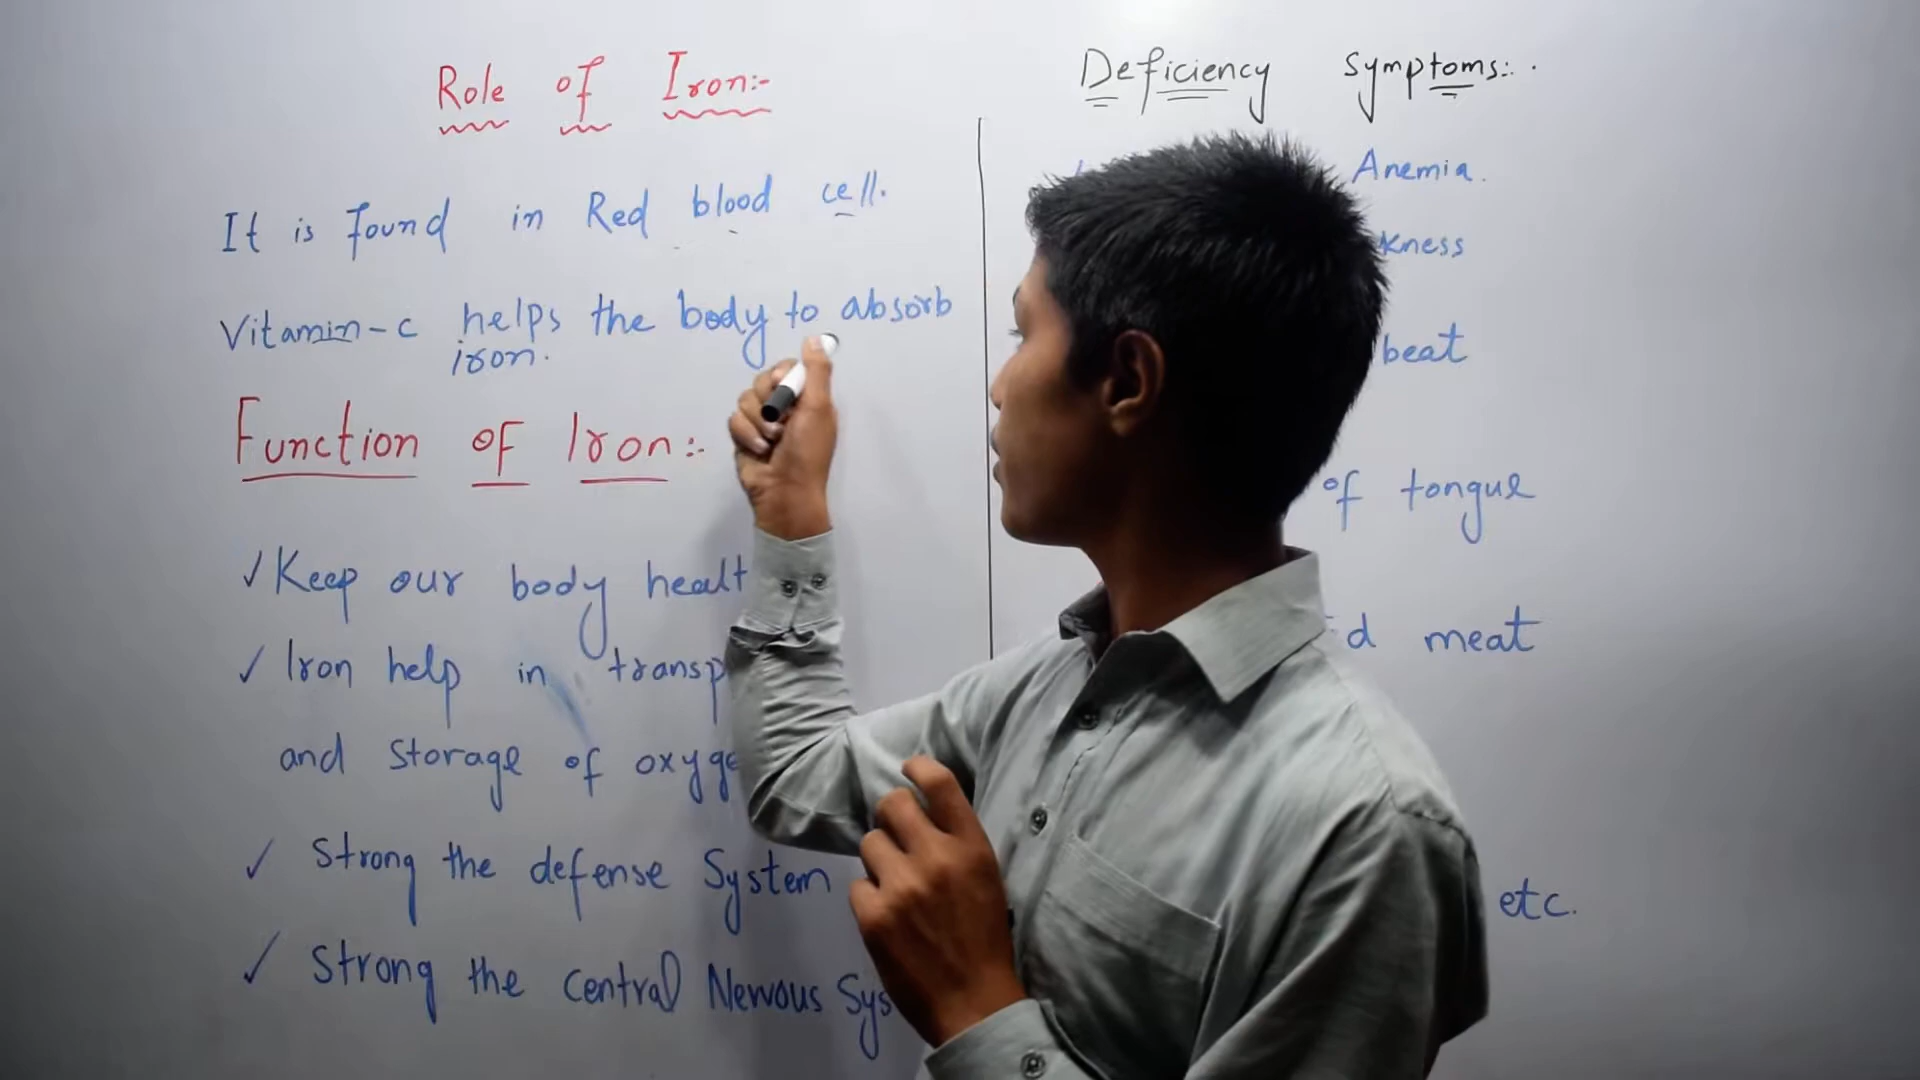 Role of Iron:-
It is found in Red blood cell.
Vitamin-c helps the body to absorb
iron.
Function of Iron:-
✓ Keep our body healt
✓ Iron help in transp
and storage of oxyge
✓ Strong the defense System
✓ Strong the central Nervous Sys
Deficiency Symptoms:.
Anemia.
kness
beat
of tongue
d meat
etc.